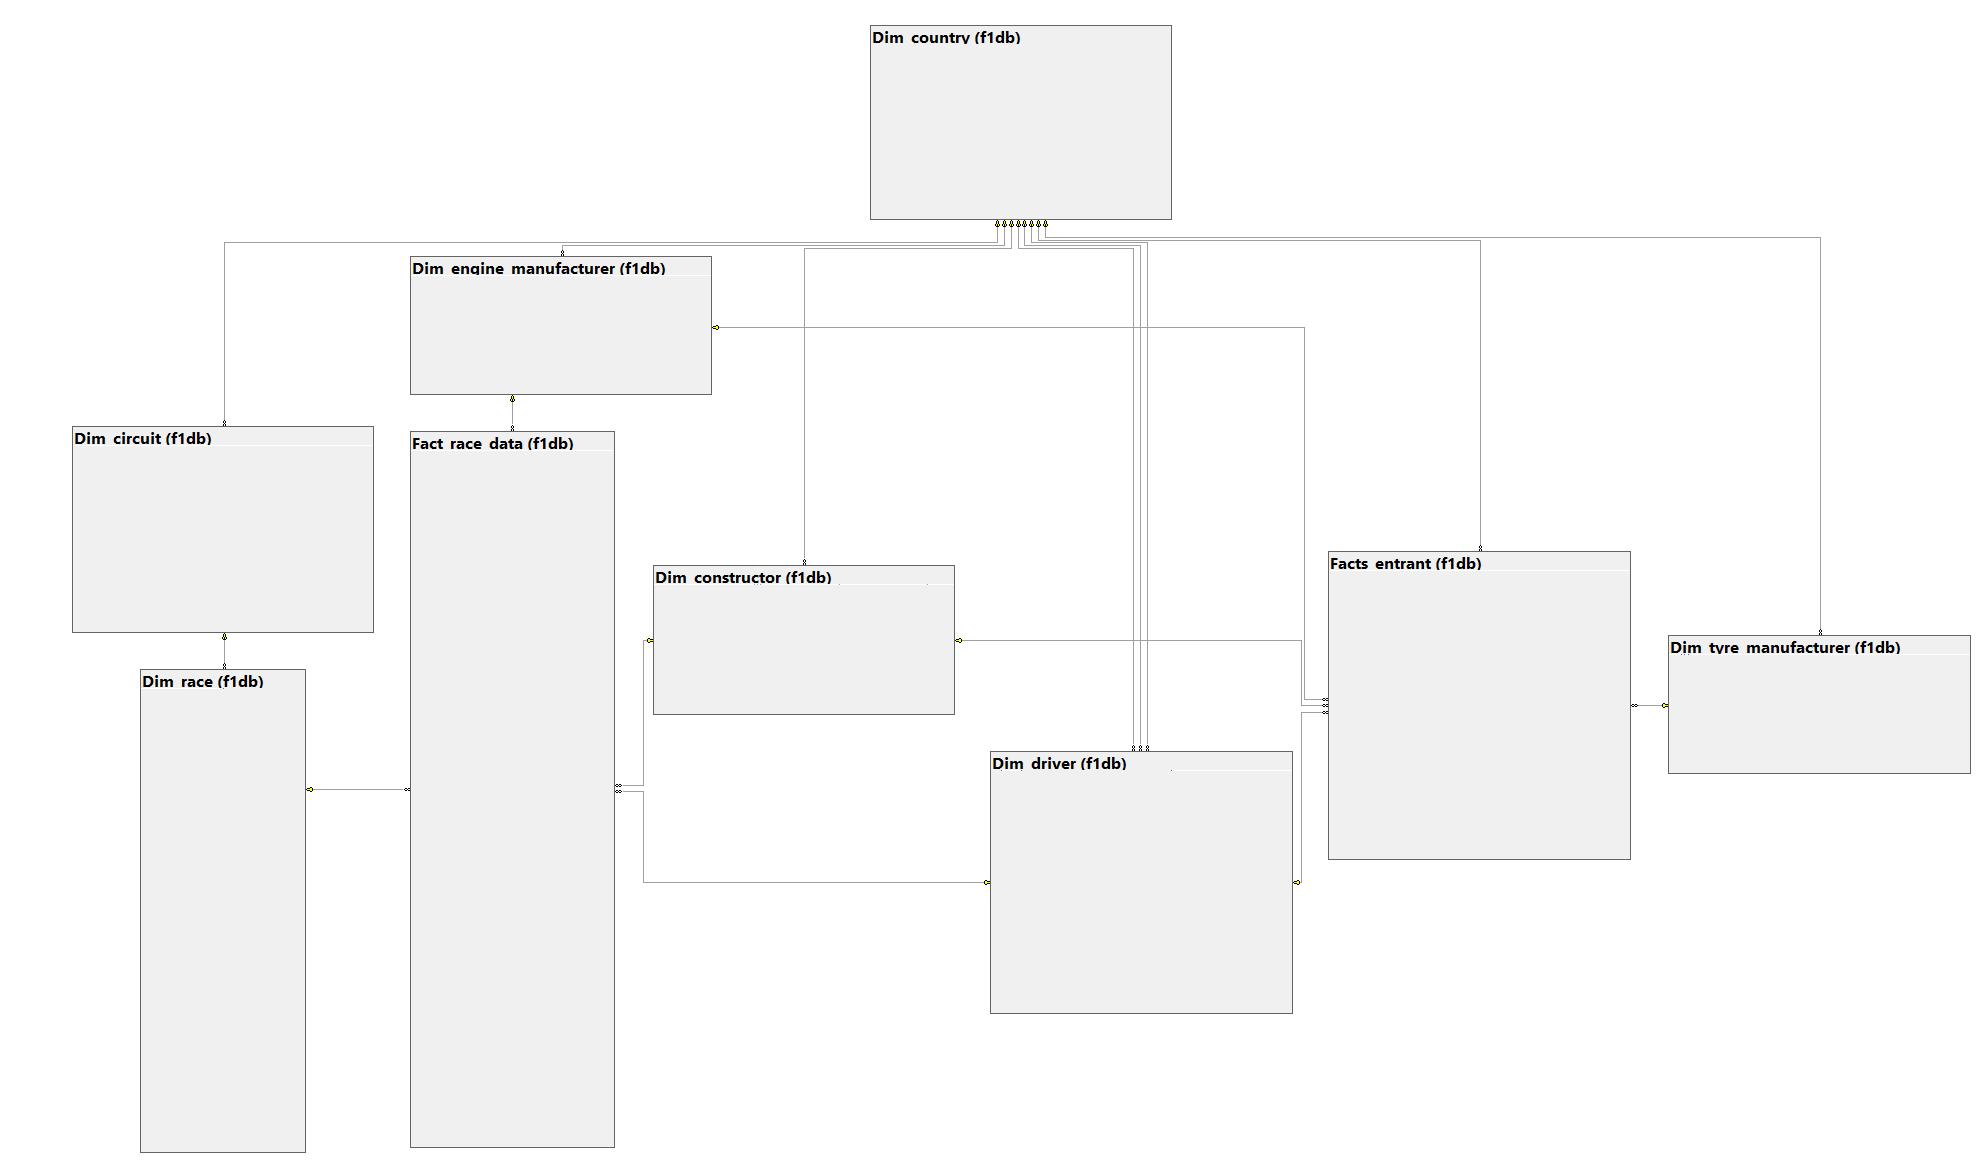 Dim_country (f1db)
Dim_engine_manufacturer (f1db)
Dim_circuit (f1db)
Fact_race_data (f1db)
Facts_entrant (f1db)
Dim_constructor (f1db)
Dim_tyre_manufacturer (f1db)
Dim_race (f1db)
Dim_driver (f1db)